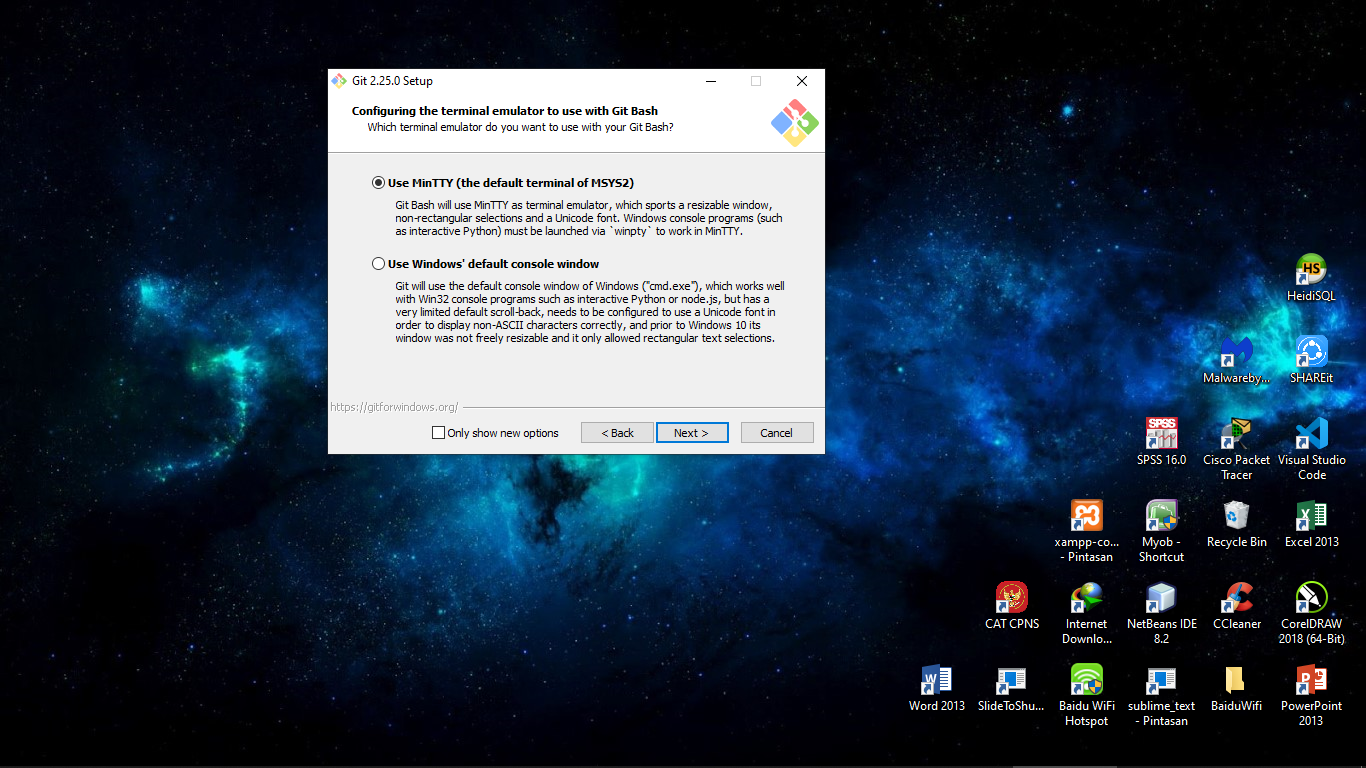 Git 2.25.0 Setup
Configuring the terminal emulator to use with Git Bash
Which terminal emulator do you want to use with your Git Bash?
Use MinTTY (the default terminal of MSYS2)
Git Bash will use MinTTY as terminal emulator, which sports a resizable window,
non-rectangular selections and a Unicode font. Windows console programs (such
as interactive Python) must be launched via `winpty` to work in MinTTY.
Use Windows' default console window
Git will use the default console window of Windows ("cmd.exe"), which works well
with Win32 console programs such as interactive Python or node.js, but has a
very limited default scroll-back, needs to be configured to use a Unicode font in
order to display non-ASCII characters correctly, and prior to Windows 10 its
window was not freely resizable and it only allowed rectangular text selections.
https://gitforwindows.org/
Only show new options
< Back
Next >
Cancel
HS
HeidiSQL
Malwareby...
SHAREit
SPSS
SPSS 16.0
Cisco Packet
Tracer
Visual Studio
Code
xampp-co...
- Pintasan
Myob -
Shortcut
Recycle Bin
Excel 2013
CAT CPNS
Internet
Downlo...
NetBeans IDE
8.2
CCleaner
CorelDRAW
2018 (64-Bit)
Word 2013
SlideToShu...
Baidu WiFi
Hotspot
sublime_text
- Pintasan
BaiduWifi
PowerPoint
2013